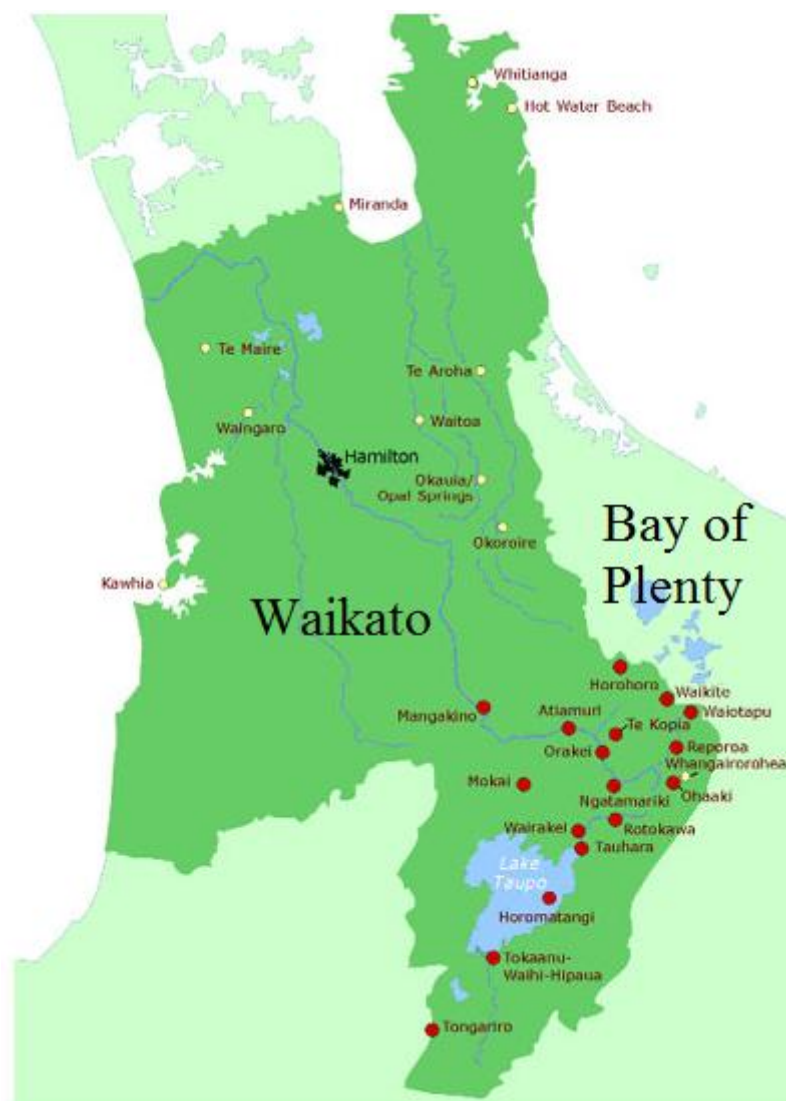 Whitianga
Hot Water Beach
Miranda
Te Maire
Te Aroha
Waingaro
Waitoa
Hamilton
Okauia/
Opal Springs
Okoroire
Bay of
Plenty
Kawhia
Waikato
Horohoro
Waikite
Mangakino
Atiamuri
Waiotapu
Te Kopia
Orakei
Reporoa
Whangairorohea
Mokai
Ngatamariki
Ohaaki
Wairakei
Rotokawa
Tauhara
Lake
Taupo
Horomatangi
Tokaanu-
Waihi-Hipaua
Tongariro